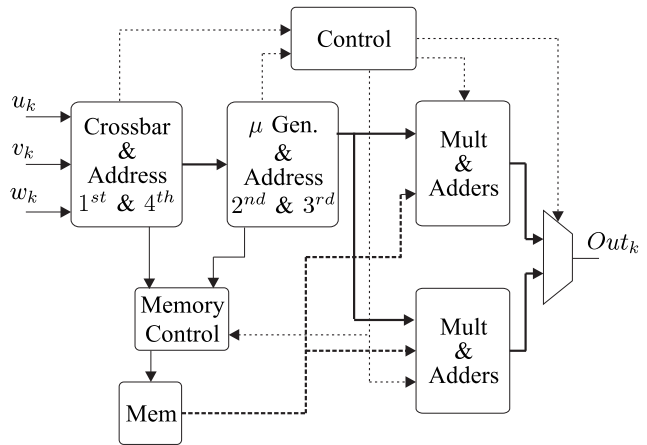 Control
u_k
v_k
w_k
Crossbar
&
Address
1^{st} & 4^{th}
μ Gen.
&
Address
2^{nd} & 3^{rd}
Mult
&
Adders
Out_k
Memory
Control
Mult
&
Adders
Mem